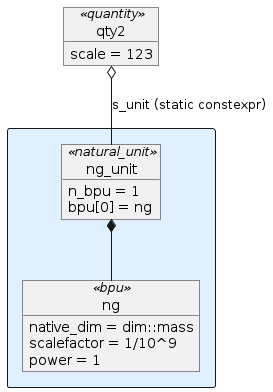 «quantity»
qty2
scale = 123
s_unit (static constexpr)
«natural_unit»
ng_unit
n_bpu = 1
bpu[0] = ng
«bpu»
ng
native_dim = dim::mass
scalefactor = 1/10^9
power = 1